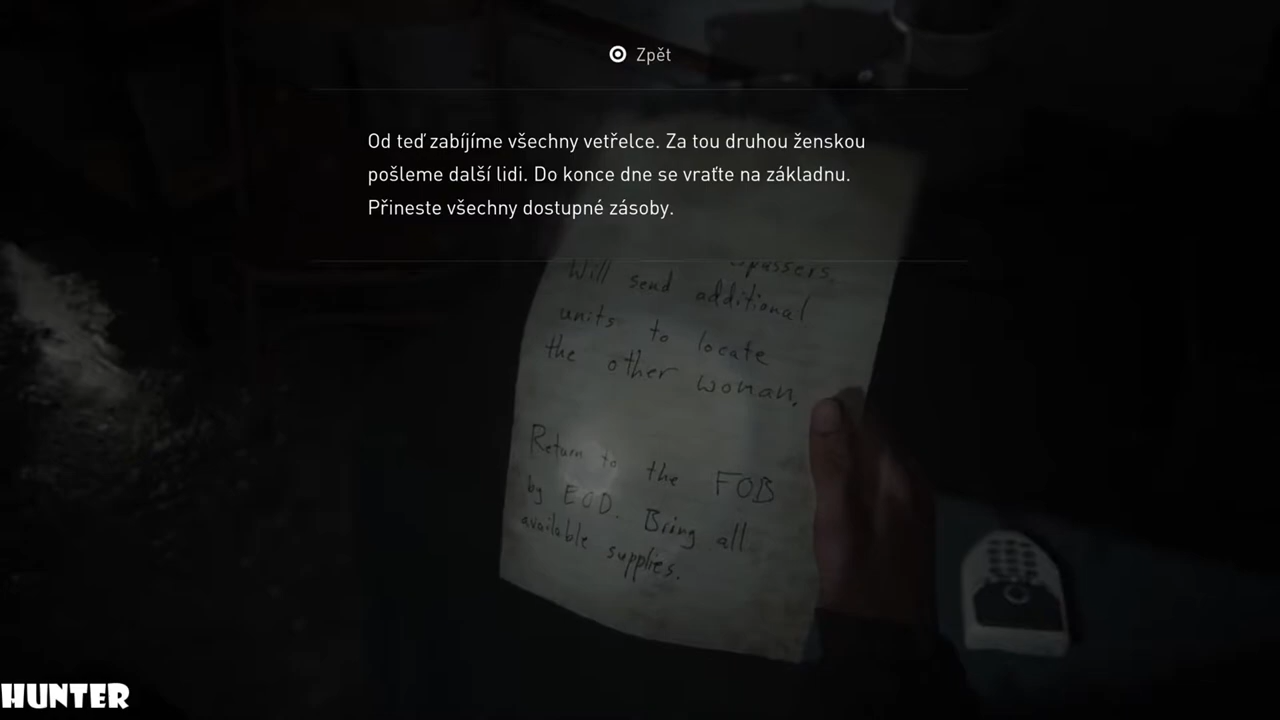 Zpět
Od teď zabíjíme všechny vetřelce. Za tou druhou ženskou
pošleme další lidi. Do konce dne se vraťte na základnu.
Přineste všechny dostupné zásoby.
Will send additional
units to locate
the other woman.
Return to the FOB
by EOD. Bring all
available supplies.
HUNTER